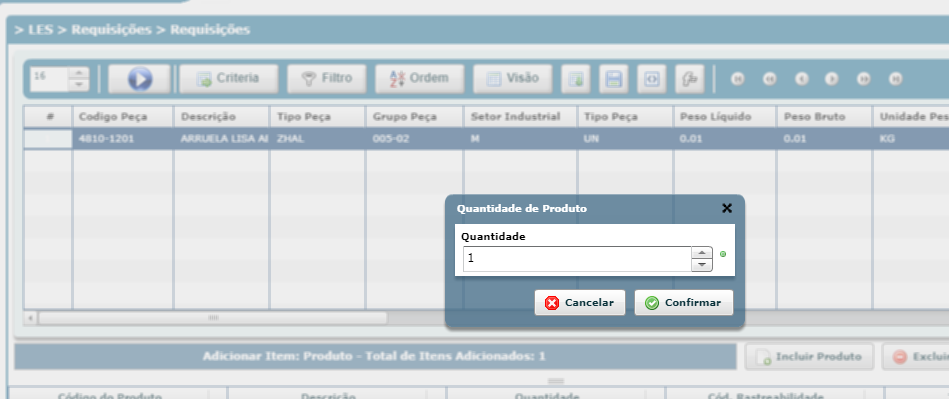 > LES > Requisições > Requisições
16 Criteria Filtro Ordem Visão
# Codigo Peça Descrição Tipo Peça Grupo Peça Setor Industrial Tipo Peça Peso Líquido Peso Bruto Unidade Pes
4810-1201 ARRUELA LISA AI ZHAL 005-02 M UN 0.01 0.01 KG
Quantidade de Produto
Quantidade
1
Cancelar Confirmar
Adicionar Item: Produto - Total de Itens Adicionados: 1 Incluir Produto Exclui
Código do Produto Descrição Quantidade Cód. Rastreabilidade